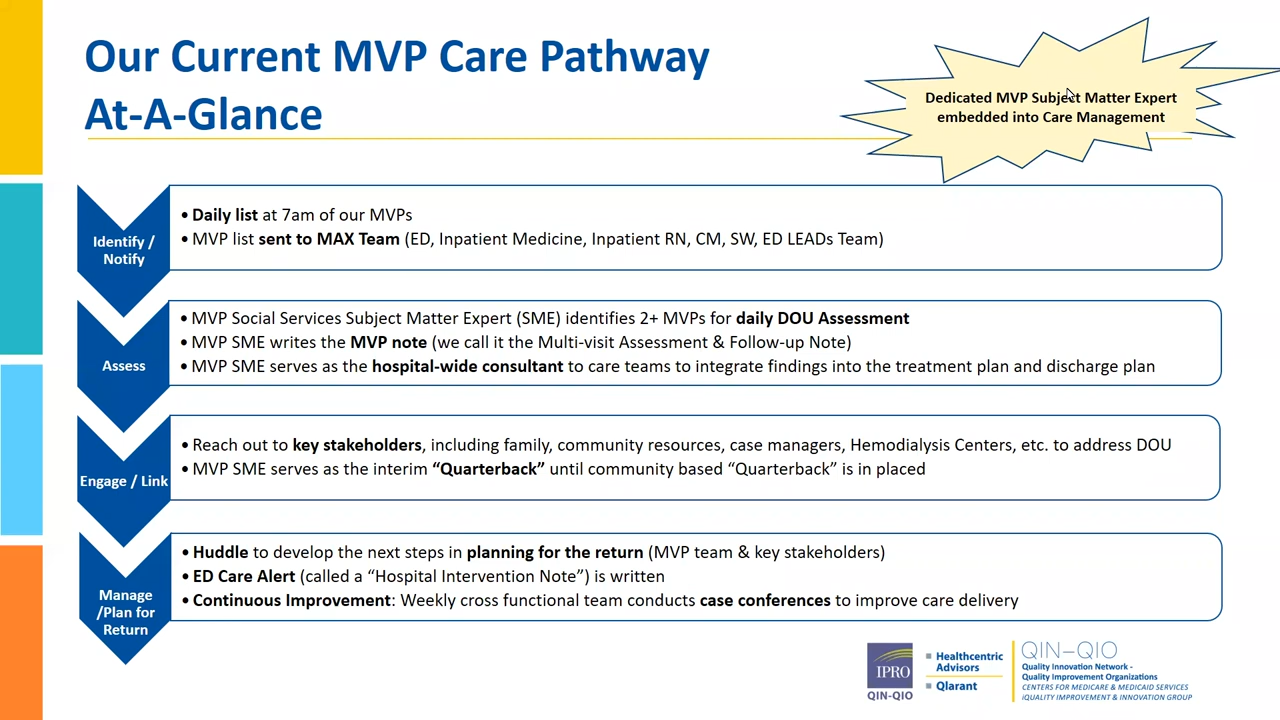 Our Current MVP Care Pathway
At-A-Glance
Dedicated MVP Subject Matter Expert
embedded into Care Management
Identify /
Notify
• Daily list at 7am of our MVPs
• MVP list sent to MAX Team (ED, Inpatient Medicine, Inpatient RN, CM, SW, ED LEADs Team)
Assess
• MVP Social Services Subject Matter Expert (SME) identifies 2+ MVPs for daily DOU Assessment
• MVP SME writes the MVP note (we call it the Multi-visit Assessment & Follow-up Note)
• MVP SME serves as the hospital-wide consultant to care teams to integrate findings into the treatment plan and discharge plan
Engage / Link
• Reach out to key stakeholders, including family, community resources, case managers, Hemodialysis Centers, etc. to address DOU
• MVP SME serves as the interim “Quarterback” until community based “Quarterback” is in placed
Manage
/Plan for
Return
• Huddle to develop the next steps in planning for the return (MVP team & key stakeholders)
• ED Care Alert (called a “Hospital Intervention Note”) is written
• Continuous Improvement: Weekly cross functional team conducts case conferences to improve care delivery
IPRO
QIN-QIO
Healthcentric
Advisors
Qlarant
QIN–QIO
Quality Innovation Network -
Quality Improvement Organizations
CENTERS FOR MEDICARE & MEDICAID SERVICES
iQUALITY IMPROVEMENT & INNOVATION GROUP